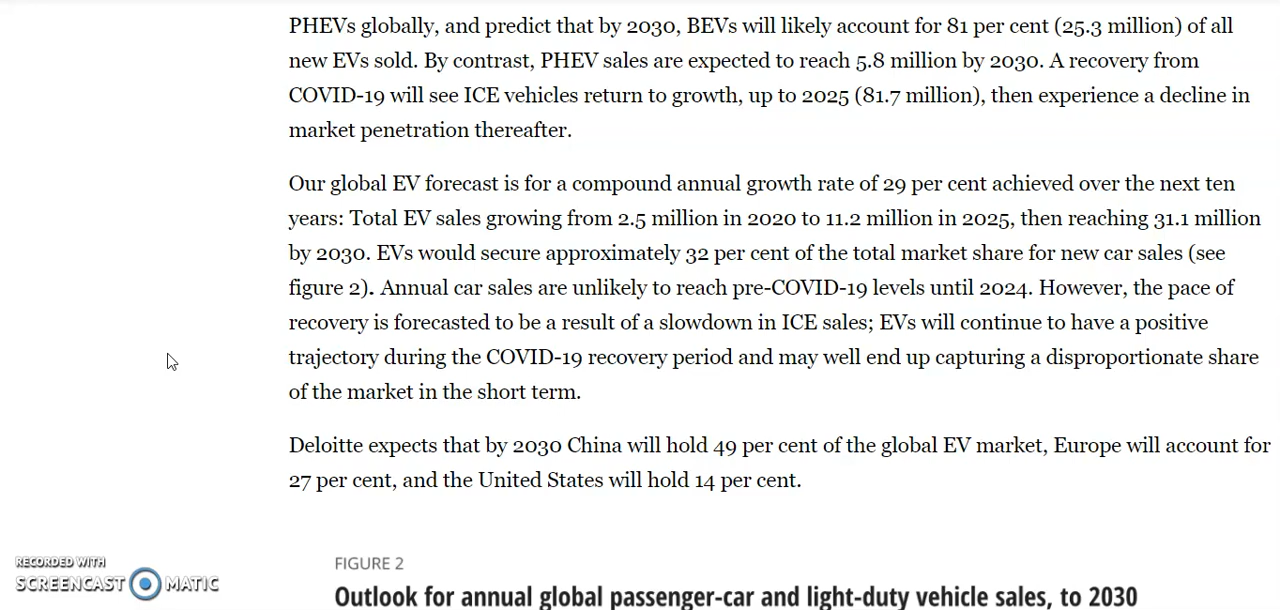 PHEVs globally, and predict that by 2030, BEVs will likely account for 81 per cent (25.3 million) of all
new EVs sold. By contrast, PHEV sales are expected to reach 5.8 million by 2030. A recovery from
COVID-19 will see ICE vehicles return to growth, up to 2025 (81.7 million), then experience a decline in
market penetration thereafter.
Our global EV forecast is for a compound annual growth rate of 29 per cent achieved over the next ten
years: Total EV sales growing from 2.5 million in 2020 to 11.2 million in 2025, then reaching 31.1 million
by 2030. EVs would secure approximately 32 per cent of the total market share for new car sales (see
figure 2). Annual car sales are unlikely to reach pre-COVID-19 levels until 2024. However, the pace of
recovery is forecasted to be a result of a slowdown in ICE sales; EVs will continue to have a positive
trajectory during the COVID-19 recovery period and may well end up capturing a disproportionate share
of the market in the short term.
Deloitte expects that by 2030 China will hold 49 per cent of the global EV market, Europe will account for
27 per cent, and the United States will hold 14 per cent.
FIGURE 2
Outlook for annual global passenger-car and light-duty vehicle sales, to 2030
RECORDED WITH
SCREENCAST MATIC